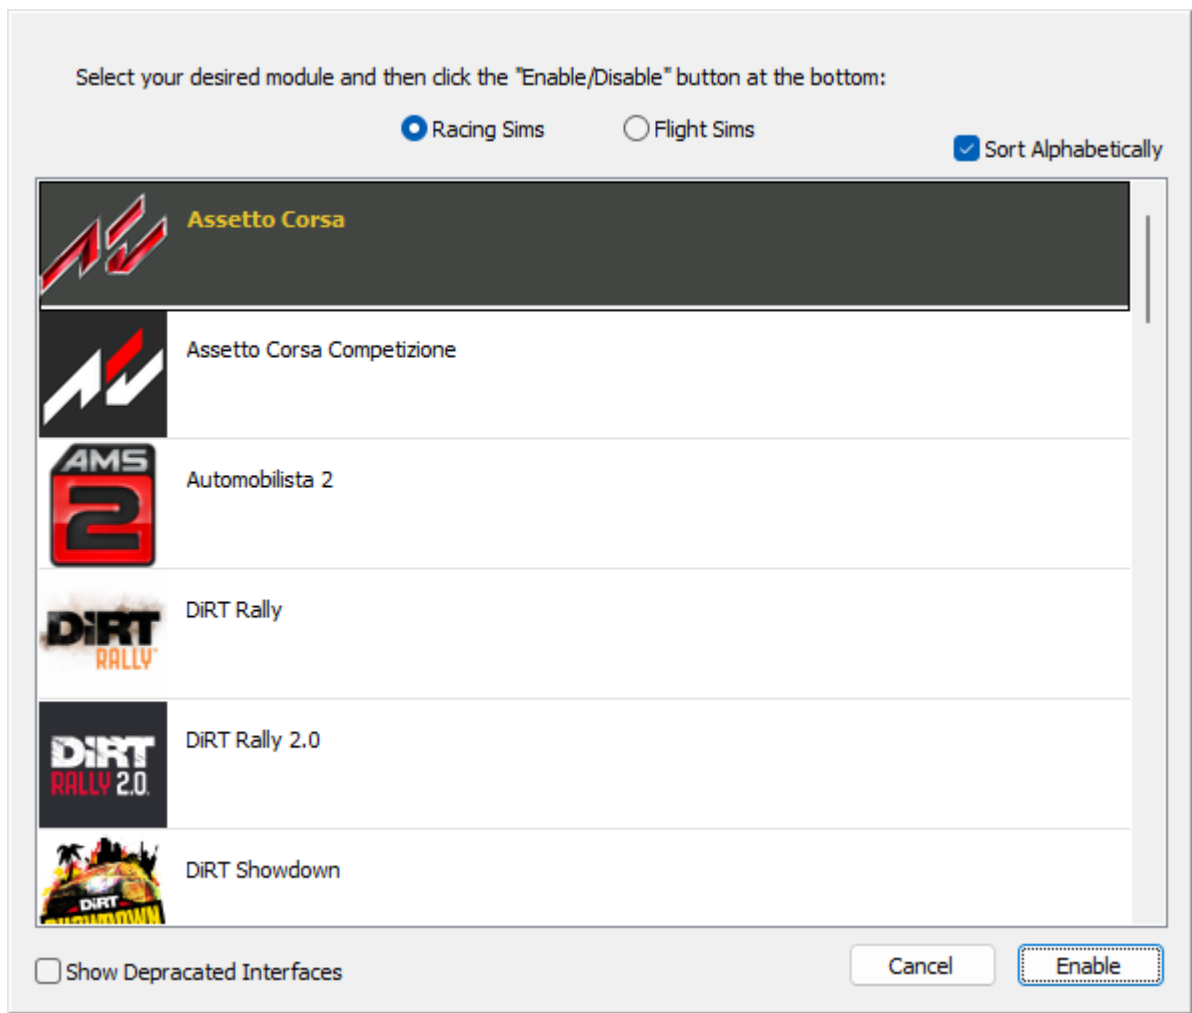 Select your desired module and then click the "Enable/Disable" button at the bottom:
Racing Sims
Flight Sims
Sort Alphabetically
Assetto Corsa
Assetto Corsa Competizione
AMS
2
Automobilista 2
DiRT
RALLY
DiRT Rally
DiRT
RALLY 2.0
DiRT Rally 2.0
DiRT
SHOWDOWN
DiRT Showdown
Show Depracated Interfaces
Cancel
Enable